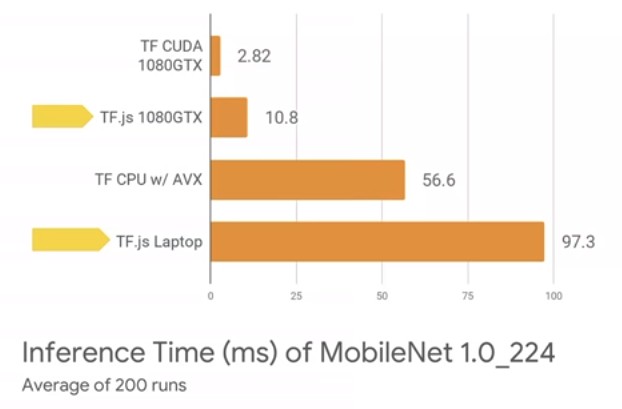 TF CUDA
1080GTX
2.82
TF.js 1080GTX
10.8
TF CPU w/ AVX
56.6
TF.js Laptop
97.3
0
25
50
75
100
Inference Time (ms) of MobileNet 1.0_224
Average of 200 runs